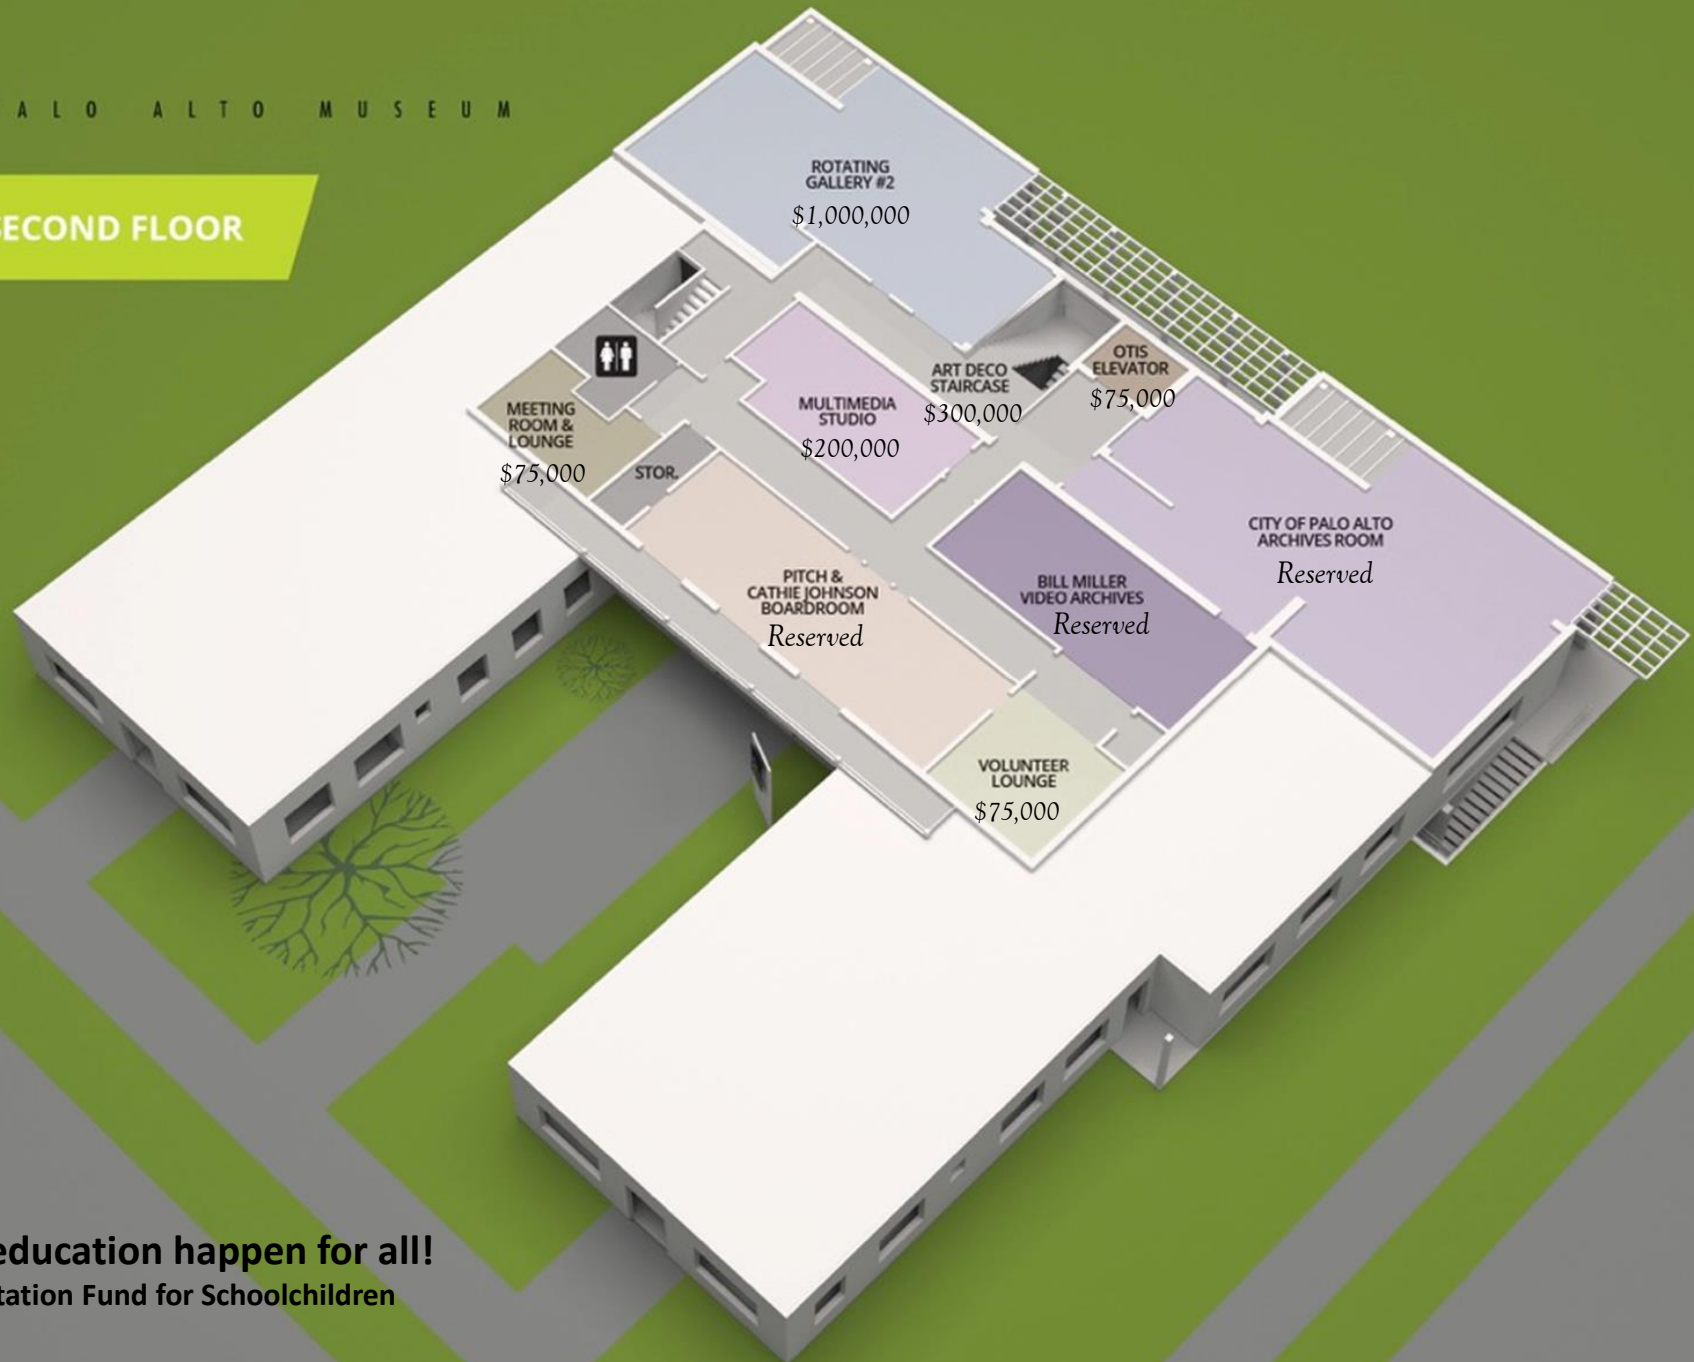 ALO ALTO MUSEUM
SECOND FLOOR
ROTATING
GALLERY #2
$1,000,000
OTIS
ELEVATOR
$75,000
ART DECO
STAIRCASE
$300,000
MULTIMEDIA
STUDIO
$200,000
MEETING
ROOM &
LOUNGE
$75,000
STOR.
CITY OF PALO ALTO
ARCHIVES ROOM
Reserved
PITCH &
CATHIE JOHNSON
BOARDROOM
Reserved
BILL MILLER
VIDEO ARCHIVES
Reserved
VOLUNTEER
LOUNGE
$75,000
education happen for all!
tation Fund for Schoolchildren